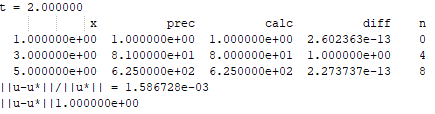 t = 2.000000
x prec calc diff n
1.000000e+00 1.000000e+00 1.000000e+00 2.602363e-13 0
3.000000e+00 8.100000e+01 8.000000e+01 1.000000e+00 4
5.000000e+00 6.250000e+02 6.250000e+02 2.273737e-13 8
||u-u*||/||u*|| = 1.586728e-03
||u-u*||1.000000e+00